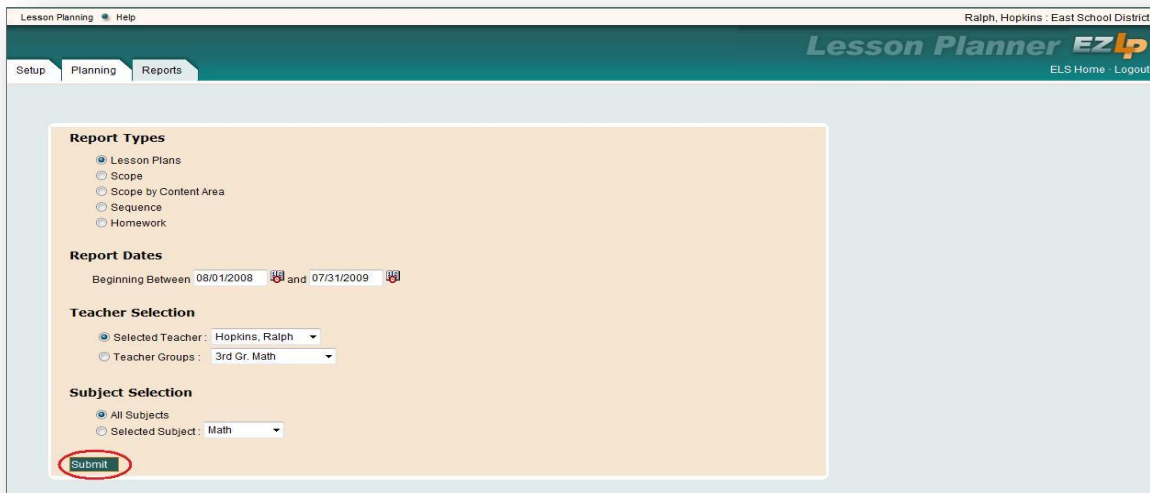 Lesson Planning Help Ralph, Hopkins : East School District
Lesson Planner EZLP
Setup Planning Reports ELS Home · Logout
Report Types
Lesson Plans
Scope
Scope by Content Area
Sequence
Homework
Report Dates
Beginning Between 08/01/2008 and 07/31/2009
Teacher Selection
Selected Teacher : Hopkins, Ralph
Teacher Groups : 3rd Gr. Math
Subject Selection
All Subjects
Selected Subject : Math
Submit